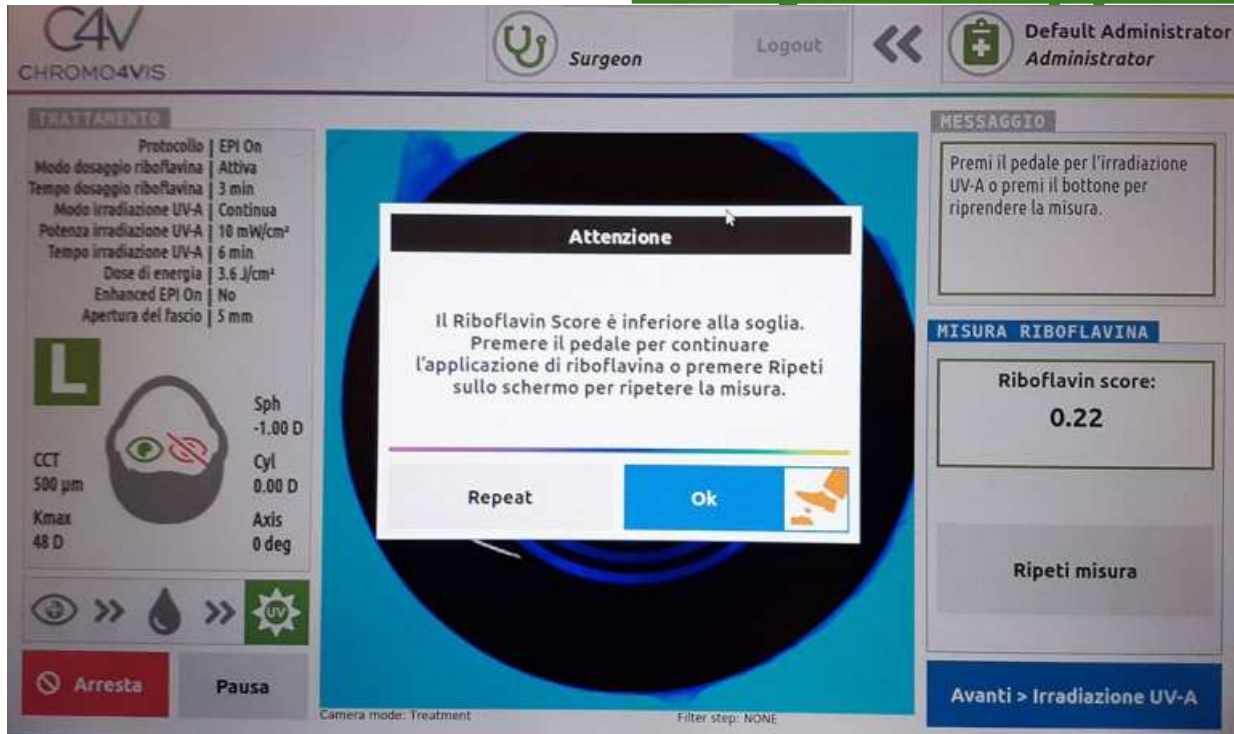 C4V
CHROMO4VIS
Surgeon
Logout
Default Administrator
Administrator
TRATTAMENTO
Protocollo | EPI On
Modo dosaggio riboflavina | Attiva
Tempo dosaggio riboflavina | 3 min
Modo irradiazione UV-A | Continua
Potenza irradiazione UV-A | 10 mW/cm²
Tempo irradiazione UV-A | 6 min
Dose di energia | 3.6 J/cm²
Enhanced EPI On | No
Apertura del fascio | 5 mm
L
Sph
-1.00 D
CCT
500 µm
Cyl
0.00 D
Kmax
48 D
Axis
0 deg
UV
Arresta
Pausa
Attenzione
Il Riboflavin Score è inferiore alla soglia.
Premere il pedale per continuare
l'applicazione di riboflavina o premere Ripeti
sullo schermo per ripetere la misura.
Repeat
Ok
Camera mode: Treatment
Filter step: NONE
MESSAGGIO
Premi il pedale per l'irradiazione
UV-A o premi il bottone per
riprendere la misura.
MISURA RIBOFLAVINA
Riboflavin score:
0.22
Ripeti misura
Avanti > Irradiazione UV-A